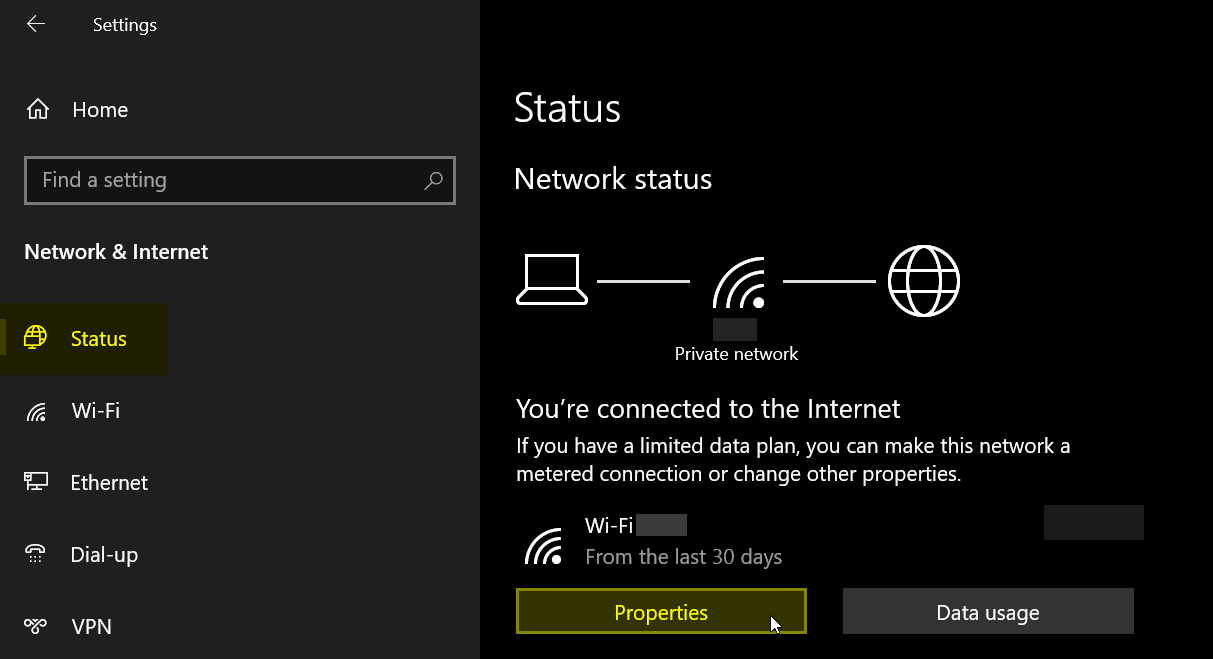 Settings
Home
Find a setting
Network & Internet
Status
Wi-Fi
Ethernet
Dial-up
VPN
Status
Network status
Private network
You’re connected to the Internet
If you have a limited data plan, you can make this network a
metered connection or change other properties.
Wi-Fi
From the last 30 days
Properties
Data usage